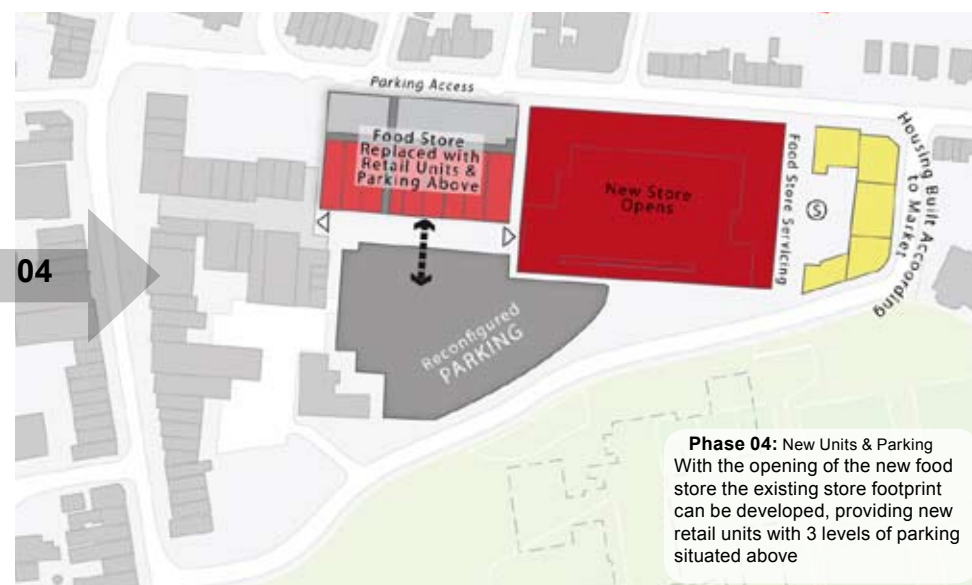 Parking Access
Food Store
Replaced with
Retail Units &
Parking Above
New Store
Opens
Food Store Servicing
S
Housing Built According
to Market
04
Reconfigured
PARKING
Phase 04: New Units & Parking
With the opening of the new food
store the existing store footprint
can be developed, providing new
retail units with 3 levels of parking
situated above